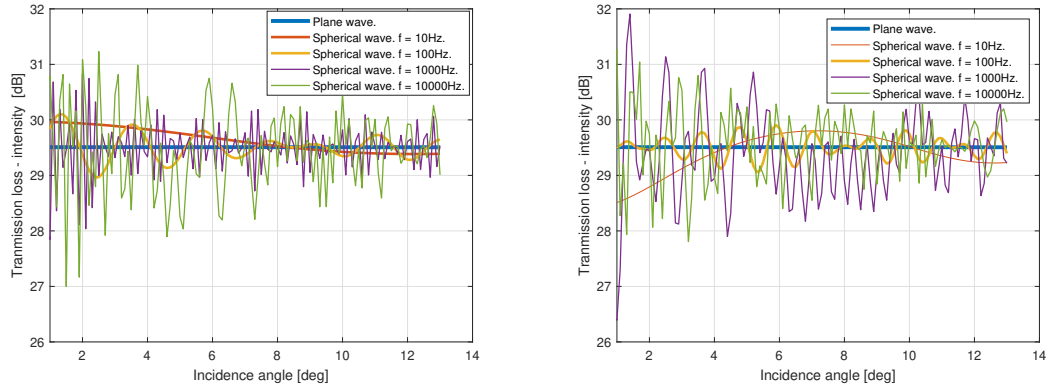 32
31
30
29
28
27
26
2 4 6 8 10 12 14
Incidence angle [deg]
Tranmission loss - intensity [dB]
Plane wave.
Spherical wave. f = 10Hz.
Spherical wave. f = 100Hz.
Spherical wave. f = 1000Hz.
Spherical wave. f = 10000Hz.
32
31
30
29
28
27
26
2 4 6 8 10 12 14
Incidence angle [deg]
Tranmission loss - intensity [dB]
Plane wave.
Spherical wave. f = 10Hz.
Spherical wave. f = 100Hz.
Spherical wave. f = 1000Hz.
Spherical wave. f = 10000Hz.